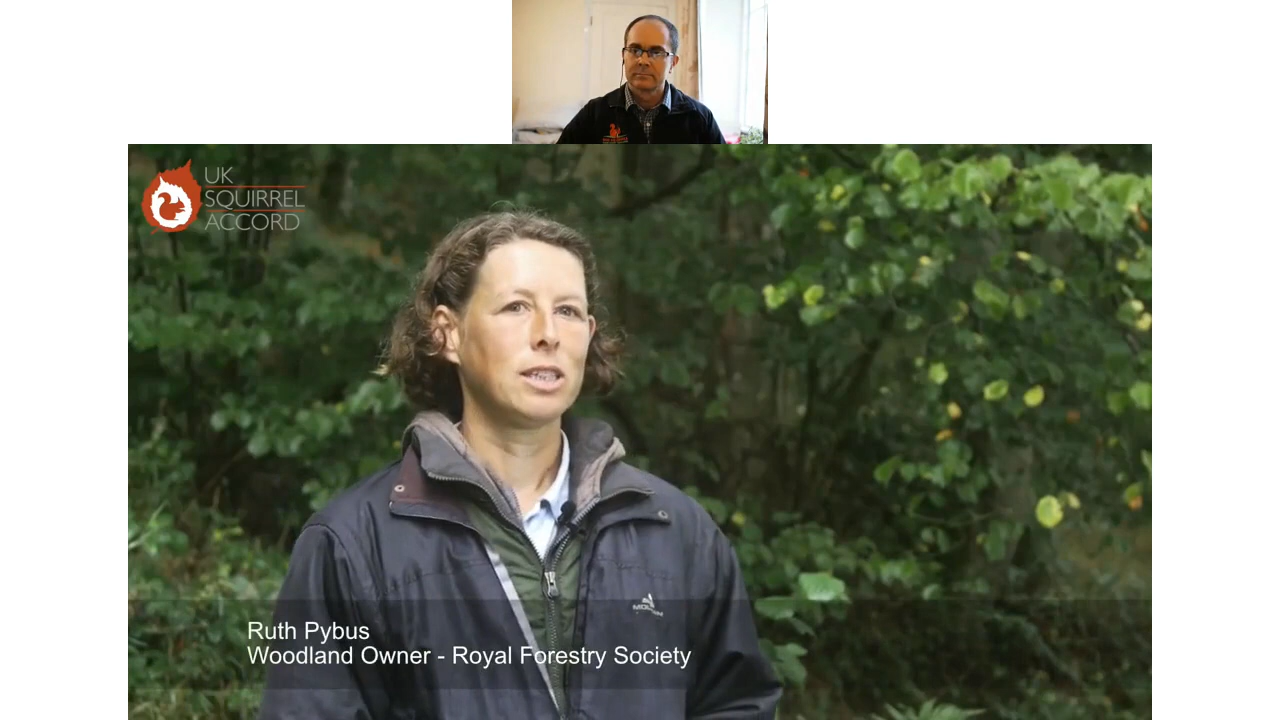 UK
SQUIRREL
ACCORD
Ruth Pybus
Woodland Owner - Royal Forestry Society